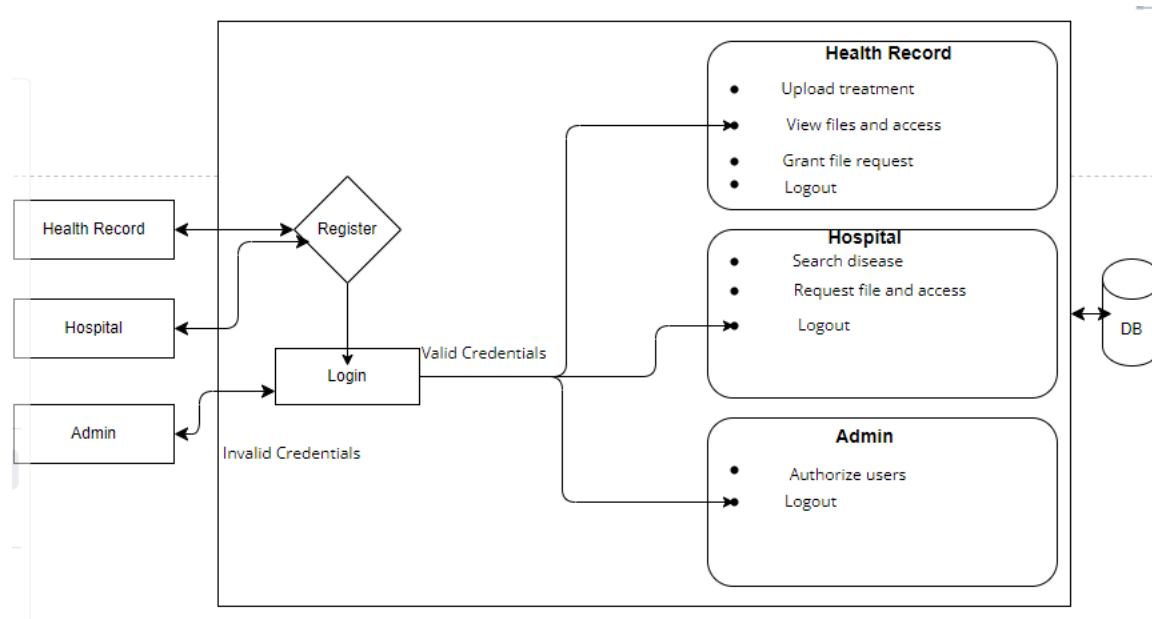 Health Record
Upload treatment
View files and access
Grant file request
Logout
Health Record
Register
Hospital
Search disease
Request file and access
Logout
Hospital
DB
Valid Credentials
Login
Admin
Invalid Credentials
Admin
Authorize users
Logout